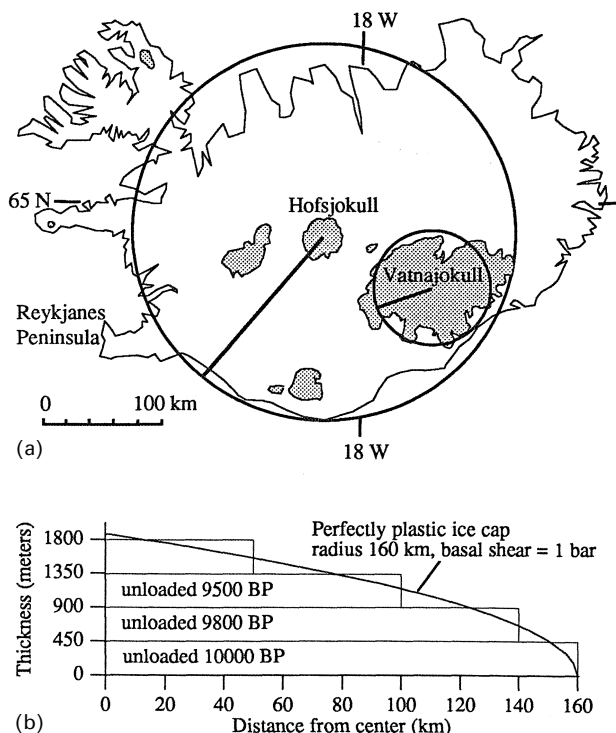 18 W
65 N
Hofsjokull
Vatnajokull
Reykjanes
Peninsula
0 100 km
(a)
18 W
Thickness (meters)
1800
1350
900
450
0
Perfectly plastic ice cap
radius 160 km, basal shear = 1 bar
unloaded 9500 BP
unloaded 9800 BP
unloaded 10000 BP
0 20 40 60 80 100 120 140 160
(b)
Distance from center (km)